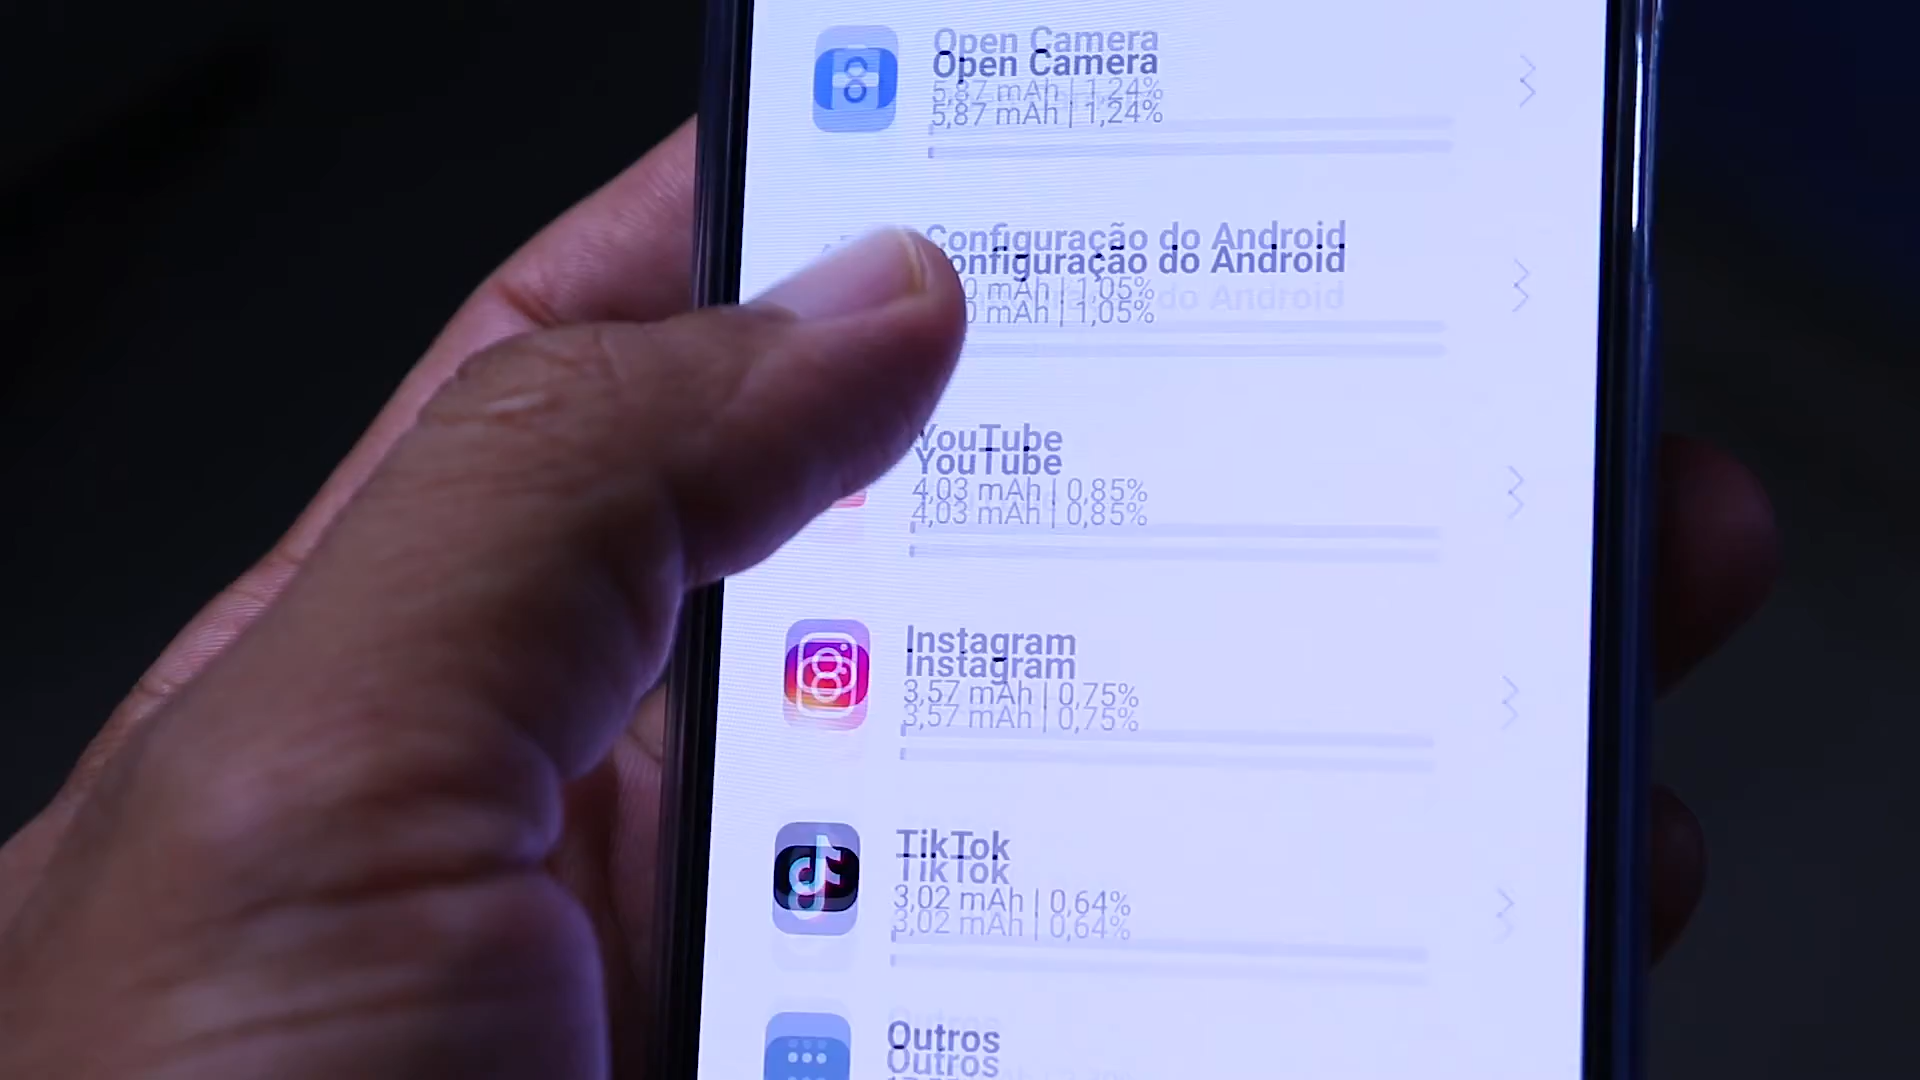 Open Camera
5,87 mAh | 1,24%
Configuração do Android
0 mAh | 1,05%
YouTube
4,03 mAh | 0,85%
Instagram
3,57 mAh | 0,75%
TikTok
3,02 mAh | 0,64%
Outros